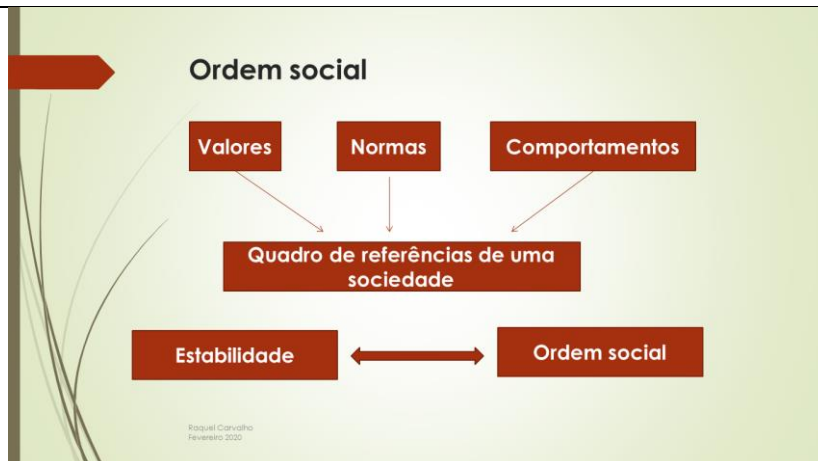 Ordem social
Valores
Normas
Comportamentos
Quadro de referências de uma
sociedade
Estabilidade
Ordem social
Raquel Carvalho
Fevereiro 2020